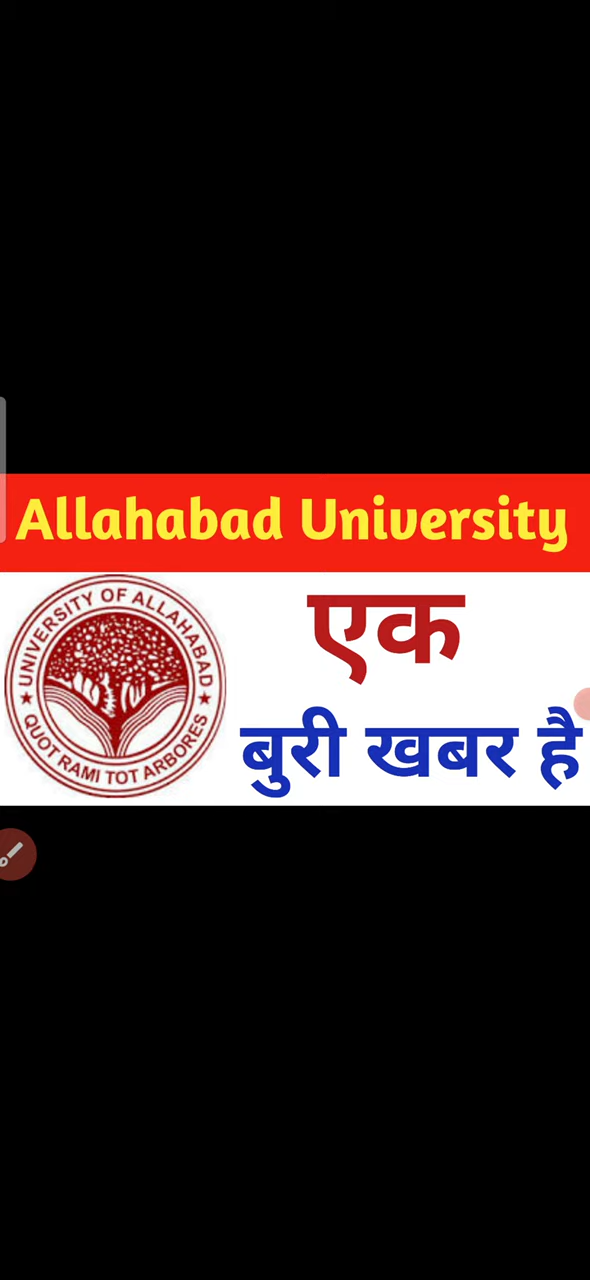 Allahabad University
UNIVERSITY OF ALLAHABAD
QUOT RAMI TOT ARBORES
एक
बुरी खबर है